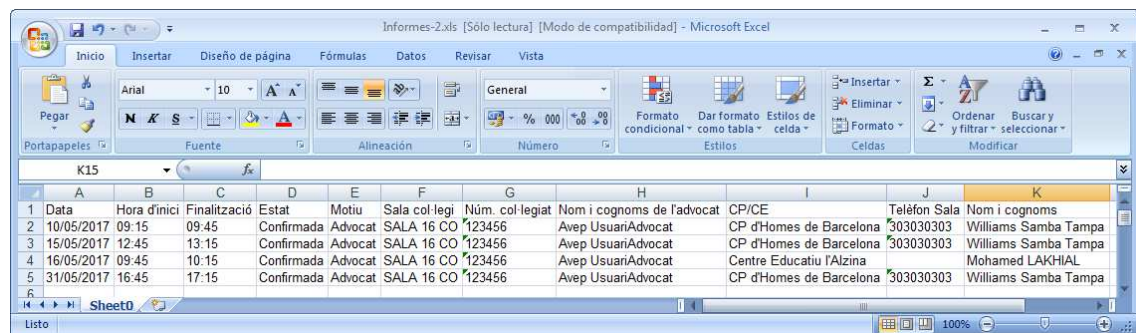 Informes-2.xls [Sólo lectura] [Modo de compatibilidad] - Microsoft Excel
Inicio Insertar Diseño de página Fórmulas Datos Revisar Vista
Pegar
Arial 10 A A
N K S A
General
% 000
Formato condicional
Dar formato como tabla
Estilos de celda
Insertar
Eliminar
Formato
Σ
Ordenar y filtrar
Buscar y seleccionar
Portapapeles Fuente Alineación Número Estilos Celdas Modificar
K15 fx
A B C D E F G H I J K
1 Data Hora d'inici Finalització Estat Motiu Sala col·legi Núm. col·legiat Nom i cognoms de l'advocat CP/CE Telèfon Sala Nom i cognoms
2 10/05/2017 09:15 09:45 Confirmada Advocat SALA 16 CO 123456 Avep UsuariAdvocat CP d'Homes de Barcelona 303030303 Williams Samba Tampa
3 15/05/2017 12:45 13:15 Confirmada Advocat SALA 16 CO 123456 Avep UsuariAdvocat CP d'Homes de Barcelona 303030303 Williams Samba Tampa
4 16/05/2017 09:45 10:15 Confirmada Advocat SALA 16 CO 123456 Avep UsuariAdvocat Centre Educatiu l'Alzina Mohamed LAKHIAL
5 31/05/2017 16:45 17:15 Confirmada Advocat SALA 16 CO 123456 Avep UsuariAdvocat CP d'Homes de Barcelona 303030303 Williams Samba Tampa
6
Sheet0
Listo 100%